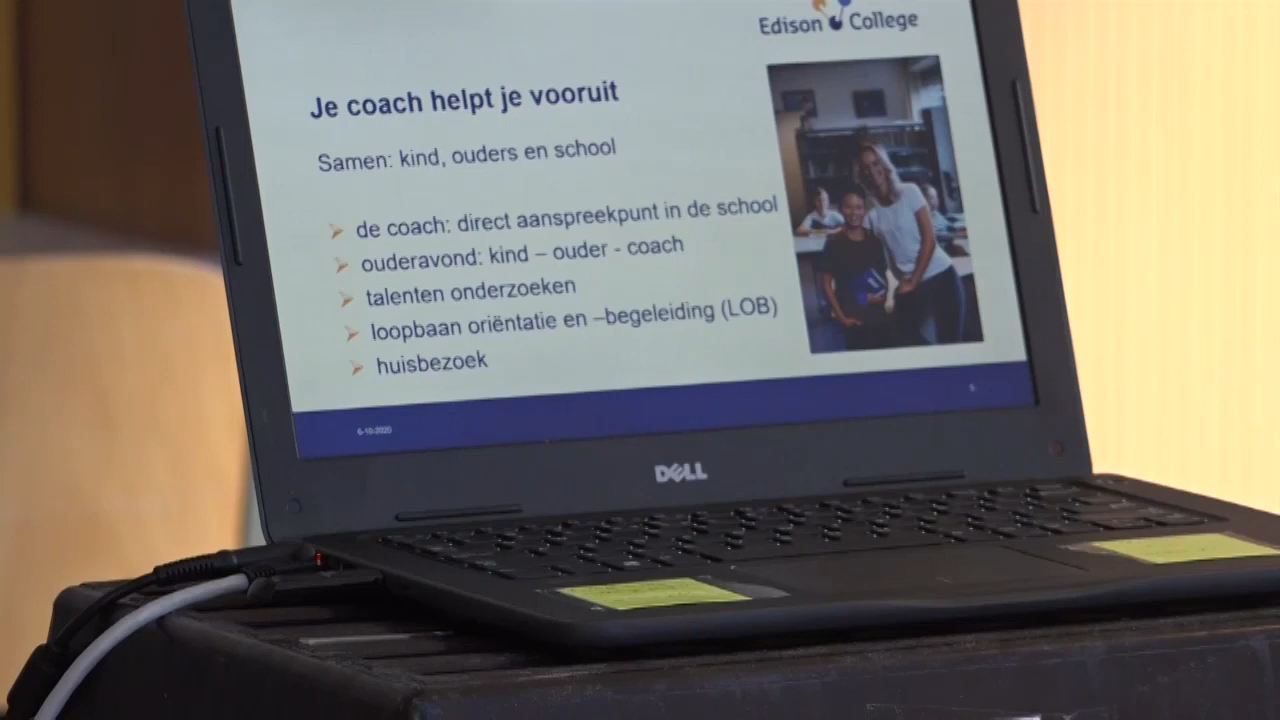 Edison College
Je coach helpt je vooruit
Samen: kind, ouders en school
de coach: direct aanspreekpunt in de school
ouderavond: kind – ouder - coach
talenten onderzoeken
loopbaan oriëntatie en –begeleiding (LOB)
huisbezoek
6-10-2020
DELL